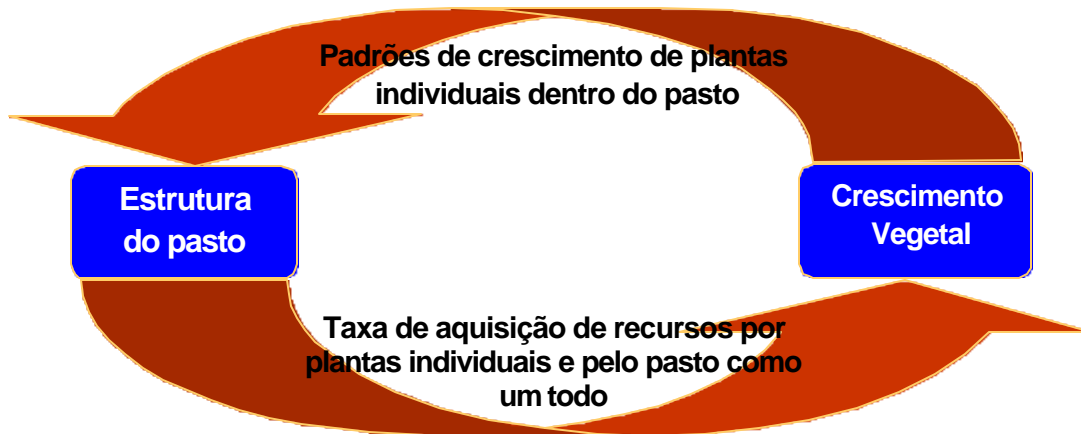 Padrões de crescimento de plantas
individuais dentro do pasto
Estrutura
do pasto
Crescimento
Vegetal
Taxa de aquisição de recursos por
plantas individuais e pelo pasto como
um todo